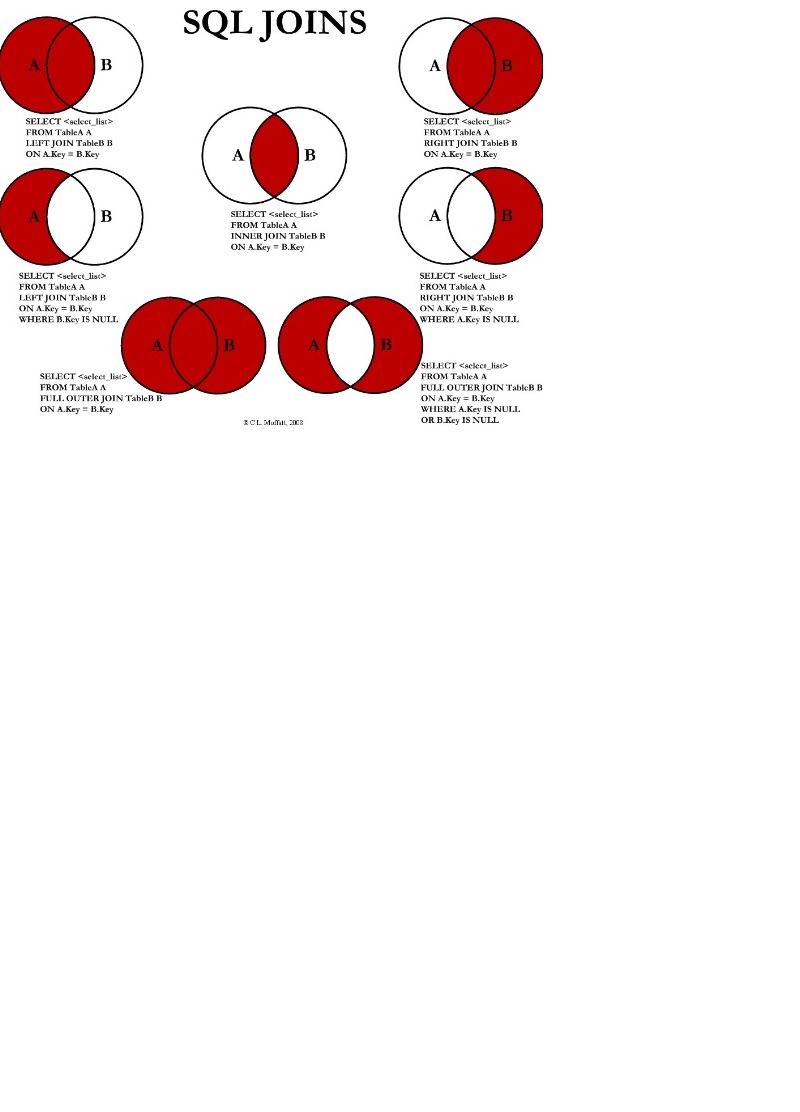 SQL JOINS
A B
SELECT <select_list>
FROM TableA A
LEFT JOIN TableB B
ON A.Key = B.Key
A B
SELECT <select_list>
FROM TableA A
RIGHT JOIN TableB B
ON A.Key = B.Key
A B
SELECT <select_list>
FROM TableA A
INNER JOIN TableB B
ON A.Key = B.Key
A B
SELECT <select_list>
FROM TableA A
LEFT JOIN TableB B
ON A.Key = B.Key
WHERE B.Key IS NULL
A B
SELECT <select_list>
FROM TableA A
RIGHT JOIN TableB B
ON A.Key = B.Key
WHERE A.Key IS NULL
A B
SELECT <select_list>
FROM TableA A
FULL OUTER JOIN TableB B
ON A.Key = B.Key
A B
SELECT <select_list>
FROM TableA A
FULL OUTER JOIN TableB B
ON A.Key = B.Key
WHERE A.Key IS NULL
OR B.Key IS NULL
© C.L. Moffatt, 2008